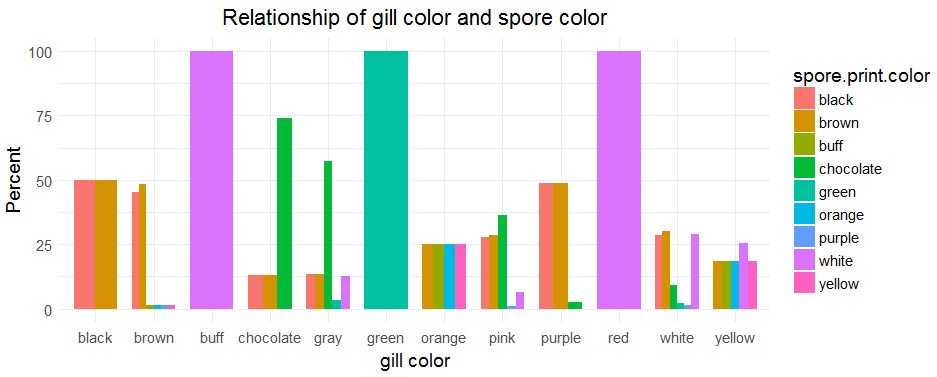 Relationship of gill color and spore color
100
75
50
25
0
Percent
black brown buff chocolate gray green orange pink purple red white yellow
gill color
spore.print.color
black
brown
buff
chocolate
green
orange
purple
white
yellow